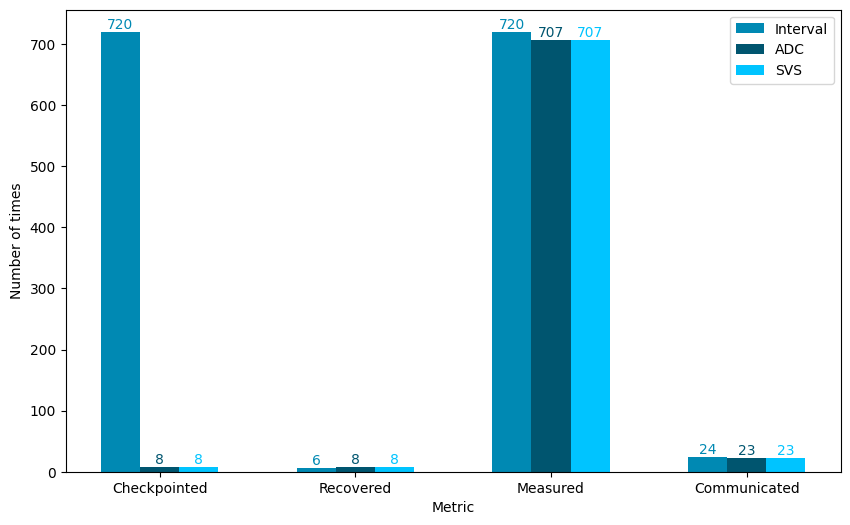 Number of times
700
600
500
400
300
200
100
0
720
8
8
6
8
8
720
707
707
24
23
23
Interval
ADC
SVS
Checkpointed
Recovered
Measured
Communicated
Metric